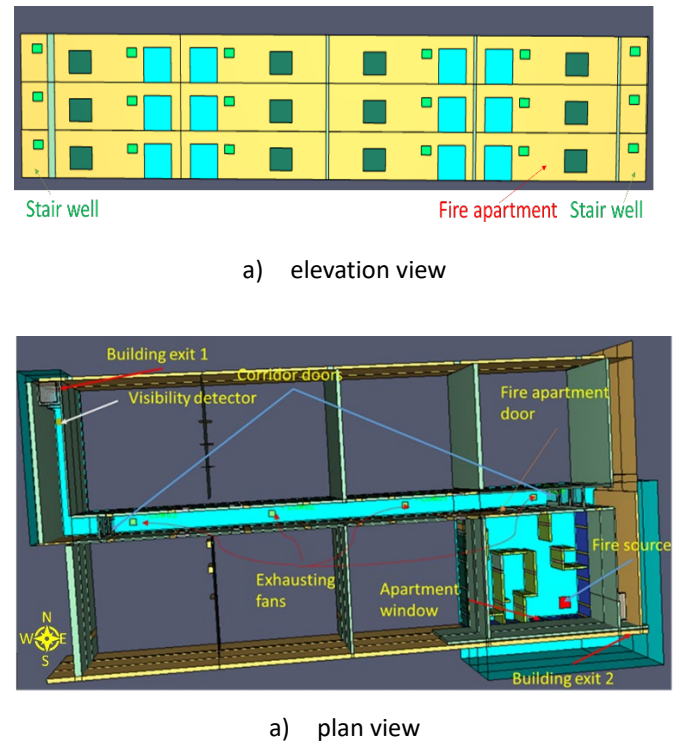 Stair well
Fire apartment
Stair well
a) elevation view
Building exit 1
Corridor doors
Visibility detector
Fire apartment
door
Fire source
Exhausting
fans
Apartment
window
N
W E
S
Building exit 2
a) plan view